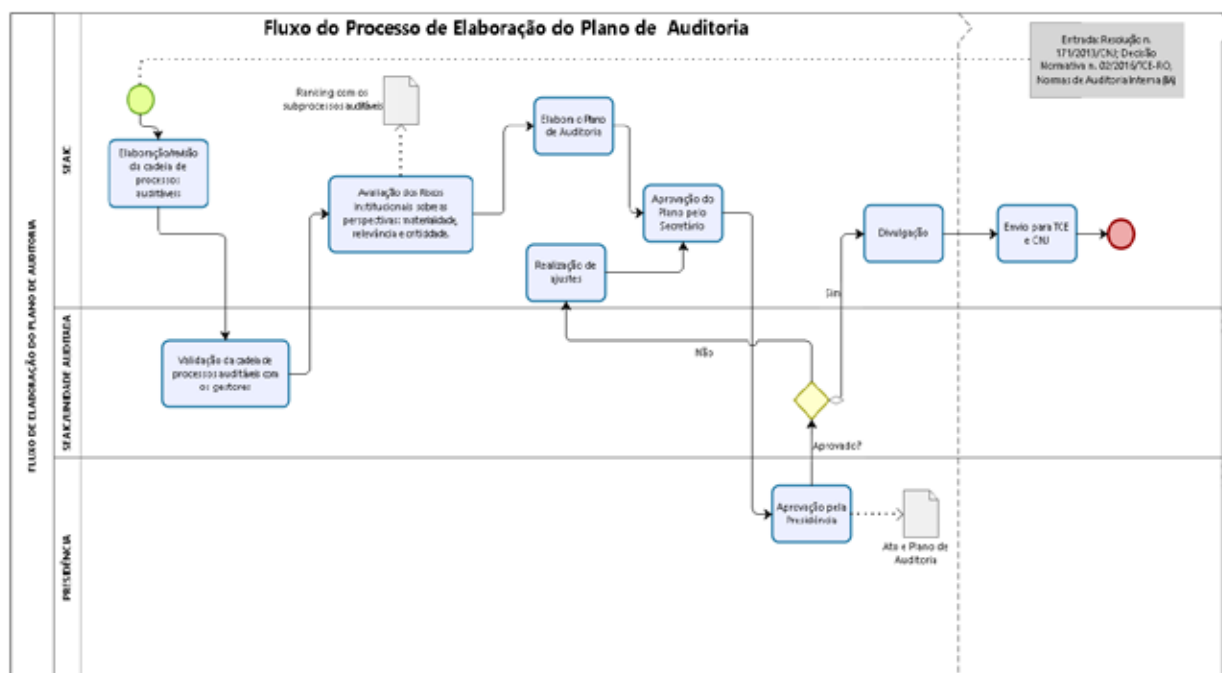 Fluxo do Processo de Elaboração do Plano de Auditoria
Entrada: Resolução n.
171/2013/CNJ; Decisão
Normativa n. 02/2016/TCE-RO;
Normas de Auditoria Interna (IIA)
FLUXO DE ELABORAÇÃO DO PLANO DE AUDITORIA
SEAIC
Ranking com os
subprocessos auditáveis
Elaboração/revisão
da cadeia de
processos
auditáveis
Avaliação dos Riscos
institucionais sobre as
perspectivas: materialidade,
relevância e criticidade.
Elabora o Plano
de Auditoria
Aprovação do
Plano pelo
Secretário
Realização de
ajustes
Divulgação
Envio para TCE
e CNJ
Sim
SEAIC/UNIDADE AUDITADA
Validação da cadeia de
processos auditáveis com
os gestores
Não
Aprovado?
PRESIDÊNCIA
Aprovação pela
Presidência
Ato e Plano de
Auditoria